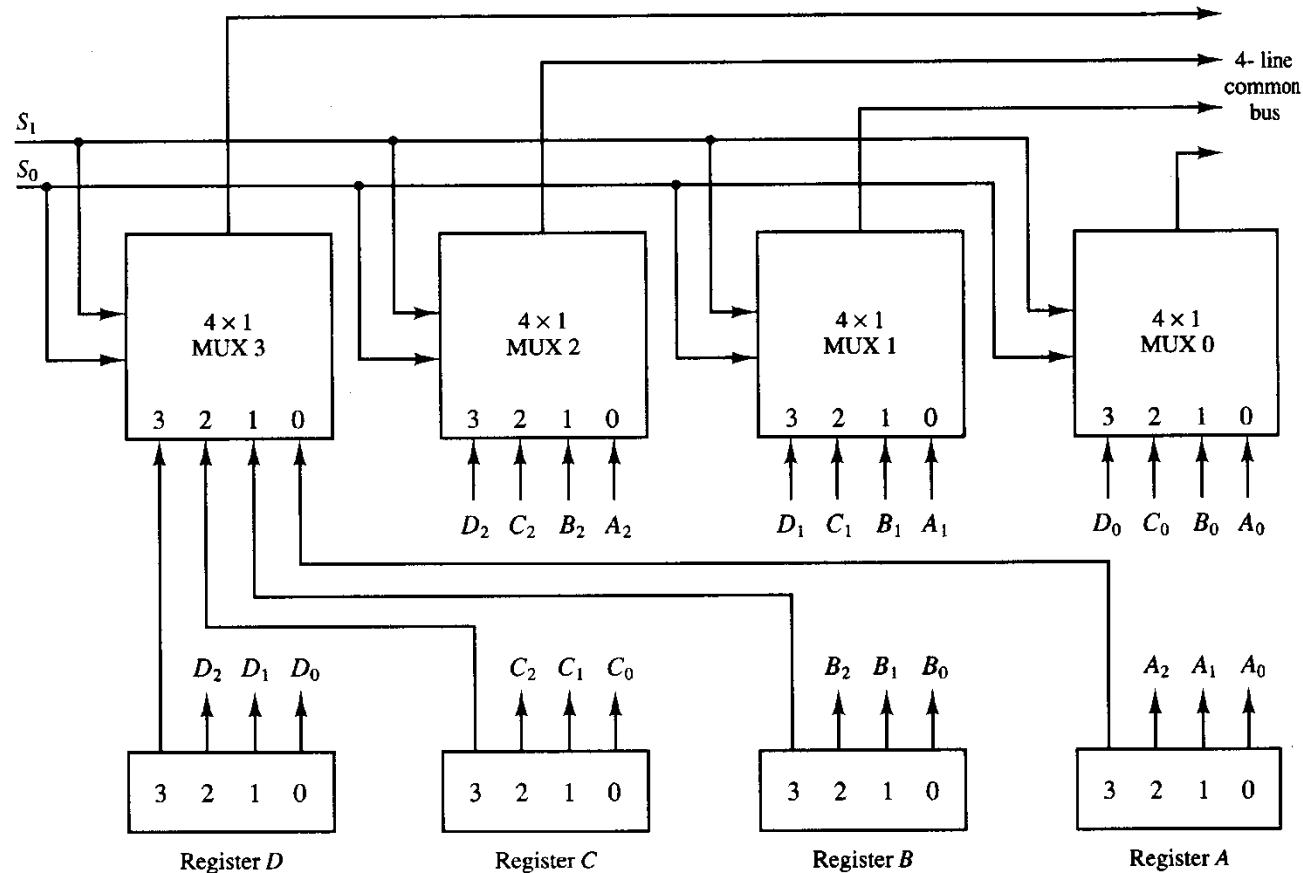 4- line
common
bus
S₁
S₀
4 × 1
MUX 3
4 × 1
MUX 2
4 × 1
MUX 1
4 × 1
MUX 0
3 2 1 0
3 2 1 0
3 2 1 0
3 2 1 0
D₂ C₂ B₂ A₂
D₁ C₁ B₁ A₁
D₀ C₀ B₀ A₀
D₂ D₁ D₀
C₂ C₁ C₀
B₂ B₁ B₀
A₂ A₁ A₀
3 2 1 0
3 2 1 0
3 2 1 0
3 2 1 0
Register D
Register C
Register B
Register A